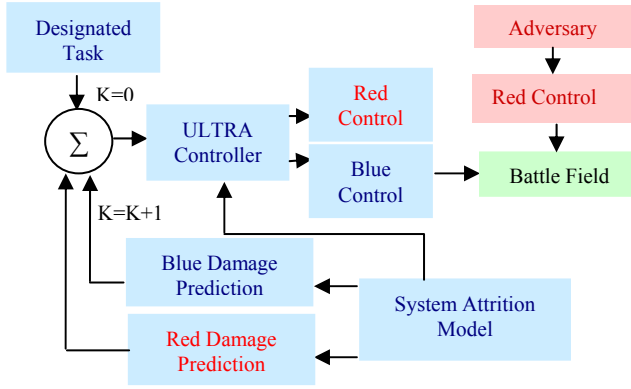 Designated
Task
Adversary
K=0
Red
Control
Red Control
Σ
ULTRA
Controller
Blue
Control
Battle Field
K=K+1
Blue Damage
Prediction
System Attrition
Model
Red Damage
Prediction